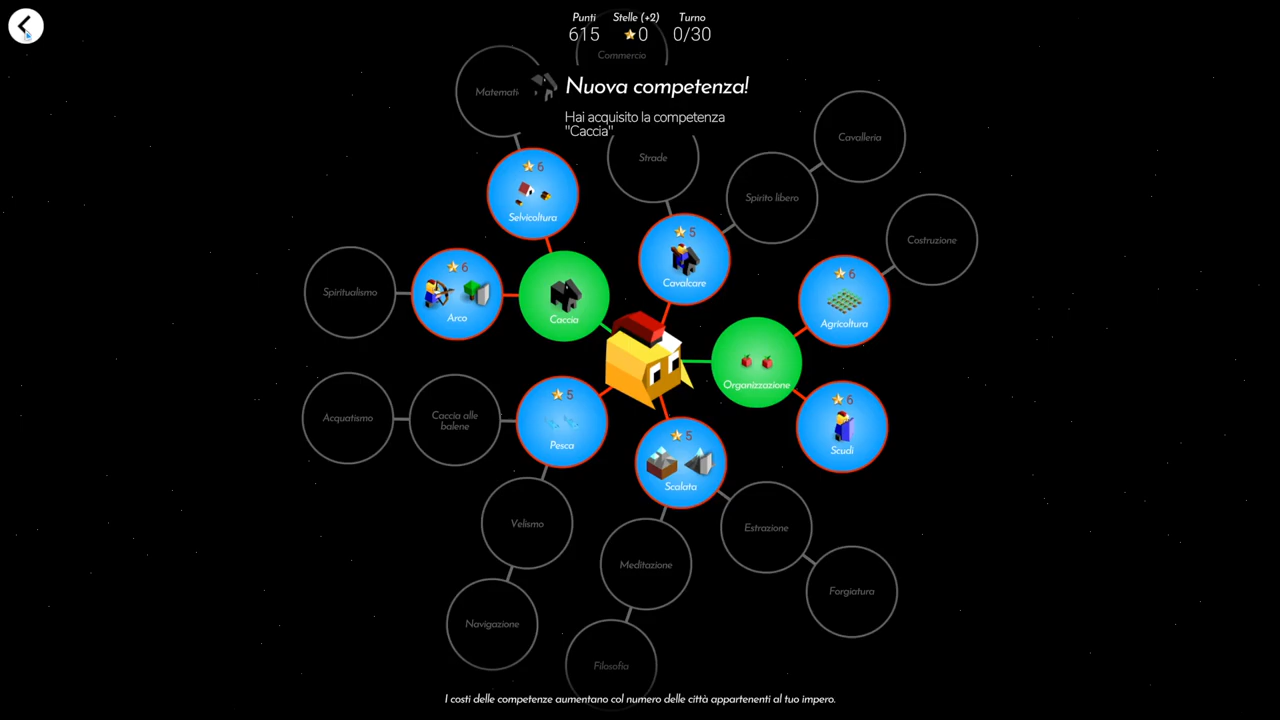 Punti
Stelle (+2)
Turno
615
0
0/30
Commercio
Nuova competenza!
Hai acquisito la competenza
"Caccia"
Cavalleria
Strade
6
Selvicoltura
Spirito libero
5
Cavalcare
Costruzione
Spiritualismo
6
Arco
Caccia
6
Agricoltura
Organizzazione
5
Pesca
6
Scudi
Acquatismo
Caccia alle
balene
5
Scalata
Velismo
Estrazione
Meditazione
Forgiatura
Navigazione
Filosofia
I costi delle competenze aumentano col numero delle città appartenenti al tuo impero.